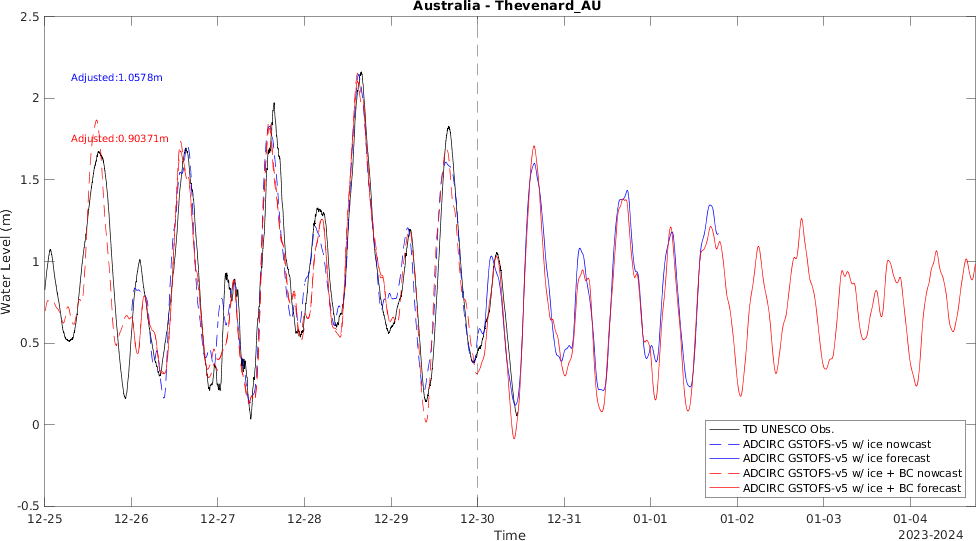 Australia - Thevenard_AU
2.5
2
1.5
1
0.5
0
-0.5
Water Level (m)
Adjusted:1.0578m
Adjusted:0.90371m
TD UNESCO Obs.
ADCIRC GSTOFS-v5 w/ ice nowcast
ADCIRC GSTOFS-v5 w/ ice forecast
ADCIRC GSTOFS-v5 w/ ice + BC nowcast
ADCIRC GSTOFS-v5 w/ ice + BC forecast
12-25 12-26 12-27 12-28 12-29 12-30 12-31 01-01 01-02 01-03 01-04
Time
2023-2024